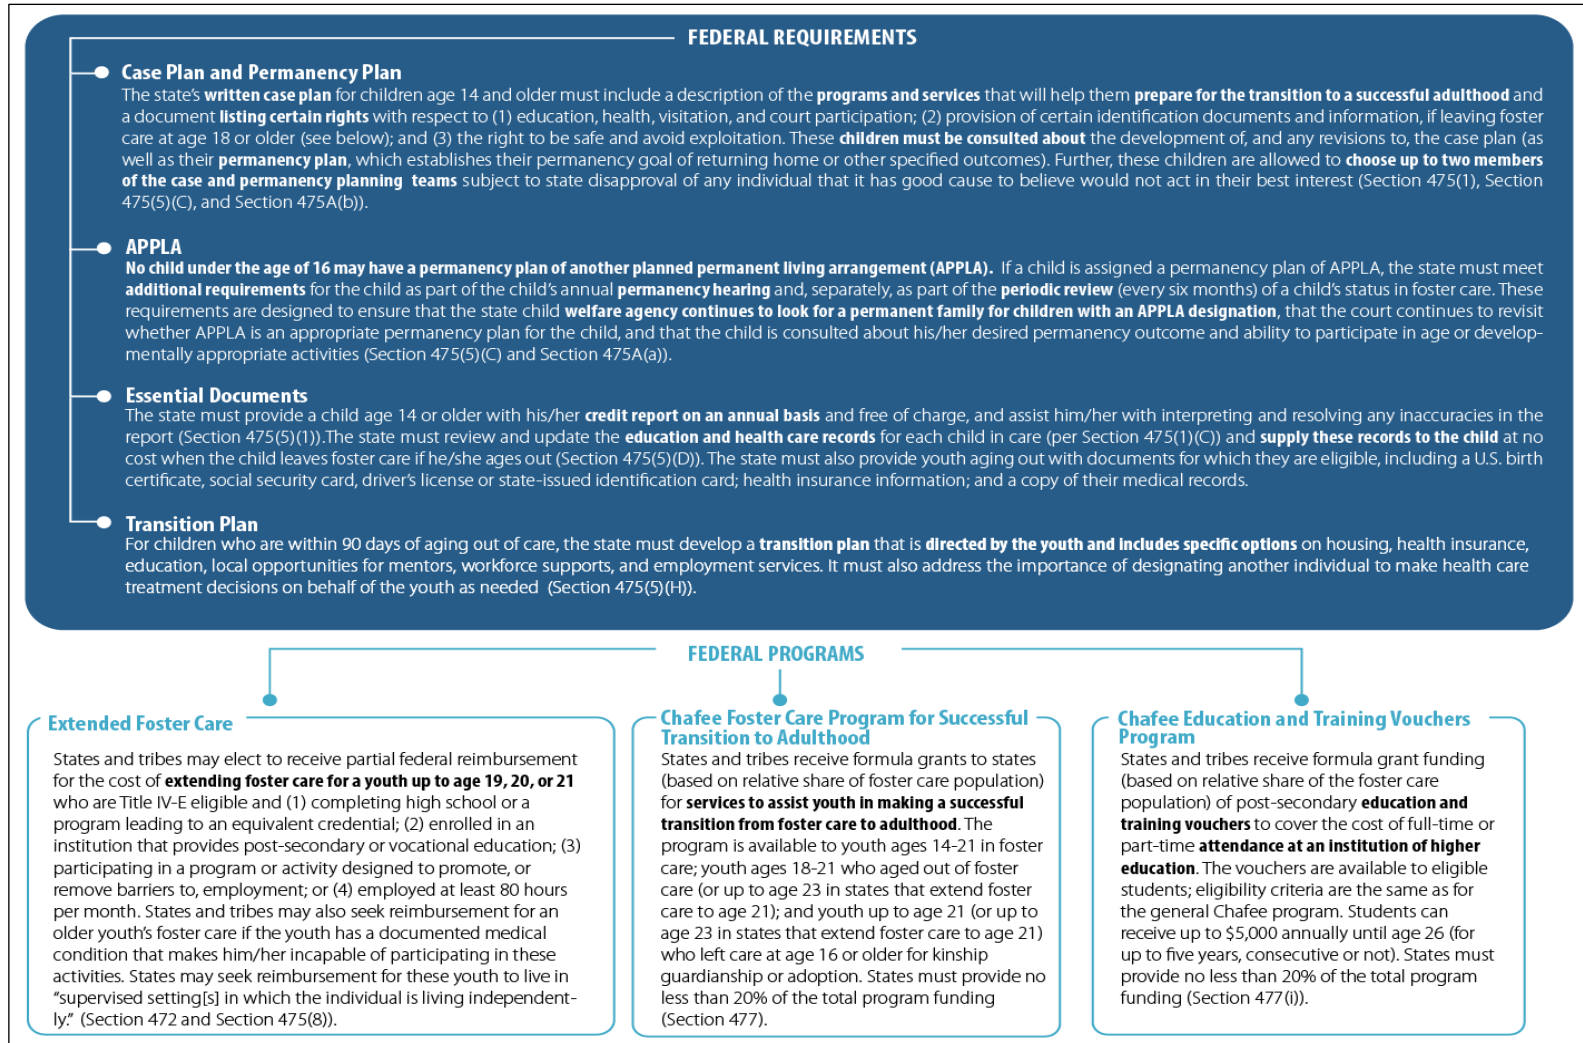 FEDERAL REQUIREMENTS
Case Plan and Permanency Plan
The state's written case plan for children age 14 and older must include a description of the programs and services that will help them prepare for the transition to a successful adulthood and
a document listing certain rights with respect to (1) education, health, visitation, and court participation; (2) provision of certain identification documents and information, if leaving foster
care at age 18 or older (see below); and (3) the right to be safe and avoid exploitation. These children must be consulted about the development of, and any revisions to, the case plan (as
well as their permanency plan, which establishes their permanency goal of returning home or other specified outcomes). Further, these children are allowed to choose up to two members
of the case and permanency planning teams subject to state disapproval of any individual that it has good cause to believe would not act in their best interest (Section 475(1), Section
475(5)(C), and Section 475A(b)).
APPLA
No child under the age of 16 may have a permanency plan of another planned permanent living arrangement (APPLA). If a child is assigned a permanency plan of APPLA, the state must meet
additional requirements for the child as part of the child's annual permanency hearing and, separately, as part of the periodic review (every six months) of a child's status in foster care. These
requirements are designed to ensure that the state child welfare agency continues to look for a permanent family for children with an APPLA designation, that the court continues to revisit
whether APPLA is an appropriate permanency plan for the child, and that the child is consulted about his/her desired permanency outcome and ability to participate in age or develop-
mentally appropriate activities (Section 475(5)(C) and Section 475A(a)).
Essential Documents
The state must provide a child age 14 or older with his/her credit report on an annual basis and free of charge, and assist him/her with interpreting and resolving any inaccuracies in the
report (Section 475(5)(1)).The state must review and update the education and health care records for each child in care (per Section 475(1)(C)) and supply these records to the child at no
cost when the child leaves foster care if he/she ages out (Section 475(5)(D)). The state must also provide youth aging out with documents for which they are eligible, including a U.S. birth
certificate, social security card, driver's license or state-issued identification card; health insurance information; and a copy of their medical records.
Transition Plan
For children who are within 90 days of aging out of care, the state must develop a transition plan that is directed by the youth and includes specific options on housing, health insurance,
education, local opportunities for mentors, workforce supports, and employment services. It must also address the importance of designating another individual to make health care
treatment decisions on behalf of the youth as needed (Section 475(5)(H)).
FEDERAL PROGRAMS
Extended Foster Care
States and tribes may elect to receive partial federal reimbursement
for the cost of extending foster care for a youth up to age 19, 20, or 21
who are Title IV-E eligible and (1) completing high school or a
program leading to an equivalent credential; (2) enrolled in an
institution that provides post-secondary or vocational education; (3)
participating in a program or activity designed to promote, or
remove barriers to, employment; or (4) employed at least 80 hours
per month. States and tribes may also seek reimbursement for an
older youth's foster care if the youth has a documented medical
condition that makes him/her incapable of participating in these
activities. States may seek reimbursement for these youth to live in
"supervised setting[s] in which the individual is living independent-
ly." (Section 472 and Section 475(8)).
Chafee Foster Care Program for Successful
Transition to Adulthood
States and tribes receive formula grants to states
(based on relative share of foster care population)
for services to assist youth in making a successful
transition from foster care to adulthood. The
program is available to youth ages 14-21 in foster
care; youth ages 18-21 who aged out of foster
care (or up to age 23 in states that extend foster
care to age 21); and youth up to age 21 (or up to
age 23 in states that extend foster care to age 21)
who left care at age 16 or older for kinship
guardianship or adoption. States must provide no
less than 20% of the total program funding
(Section 477).
Chafee Education and Training Vouchers
Program
States and tribes receive formula grant funding
(based on relative share of the foster care
population) of post-secondary education and
training vouchers to cover the cost of full-time or
part-time attendance at an institution of higher
education. The vouchers are available to eligible
students; eligibility criteria are the same as for
the general Chafee program. Students can
receive up to $5,000 annually until age 26 (for
up to five years, consecutive or not). States must
provide no less than 20% of the total program
funding (Section 477(i)).